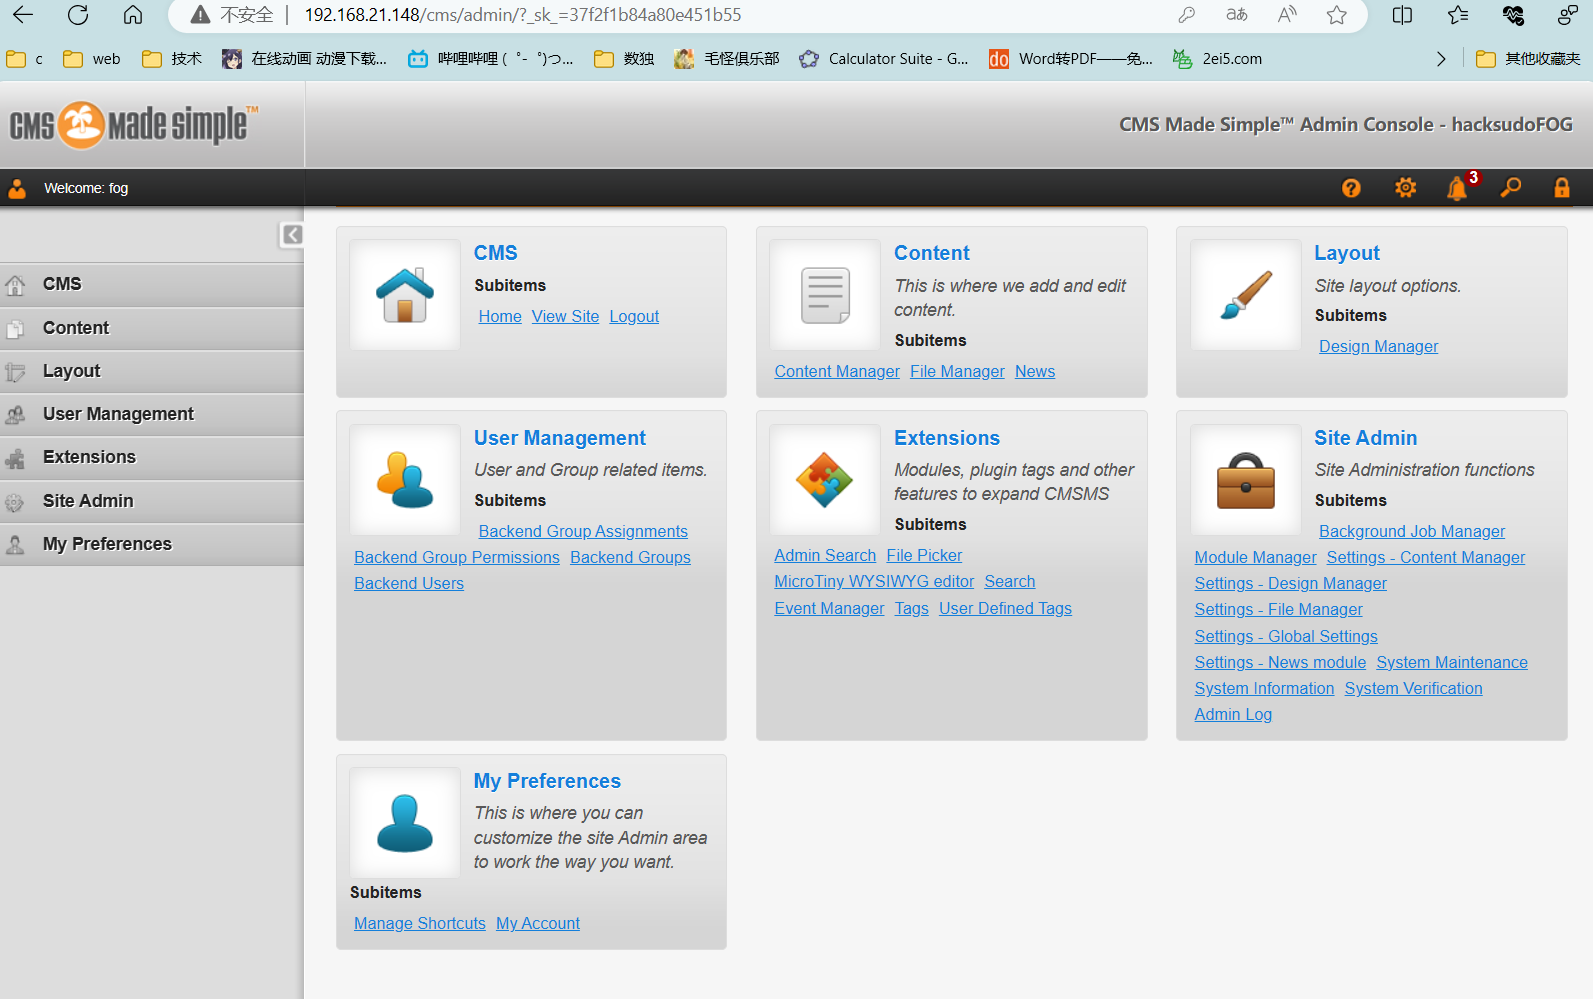 不安全 | 192.168.21.148/cms/admin/?_sk_=37f2f1b84a80e451b55
c web 技术 在线动画 动漫下载... 哔哩哔哩 ( ゜- ゜)つ... 数独 毛怪俱乐部 Calculator Suite - G... do Word转PDF——免... 2ei5.com 其他收藏夹
CMS Made Simple™
CMS Made Simple™ Admin Console - hacksudoFOG
Welcome: fog
3
CMS
Content
Layout
User Management
Extensions
Site Admin
My Preferences
CMS
Subitems
Home View Site Logout
Content
This is where we add and edit
content.
Subitems
Content Manager File Manager News
Layout
Site layout options.
Subitems
Design Manager
User Management
User and Group related items.
Subitems
Backend Group Assignments
Backend Group Permissions Backend Groups
Backend Users
Extensions
Modules, plugin tags and other
features to expand CMSMS
Subitems
Admin Search File Picker
MicroTiny WYSIWYG editor Search
Event Manager Tags User Defined Tags
Site Admin
Site Administration functions
Subitems
Background Job Manager
Module Manager Settings - Content Manager
Settings - Design Manager
Settings - File Manager
Settings - Global Settings
Settings - News module System Maintenance
System Information System Verification
Admin Log
My Preferences
This is where you can
customize the site Admin area
to work the way you want.
Subitems
Manage Shortcuts My Account